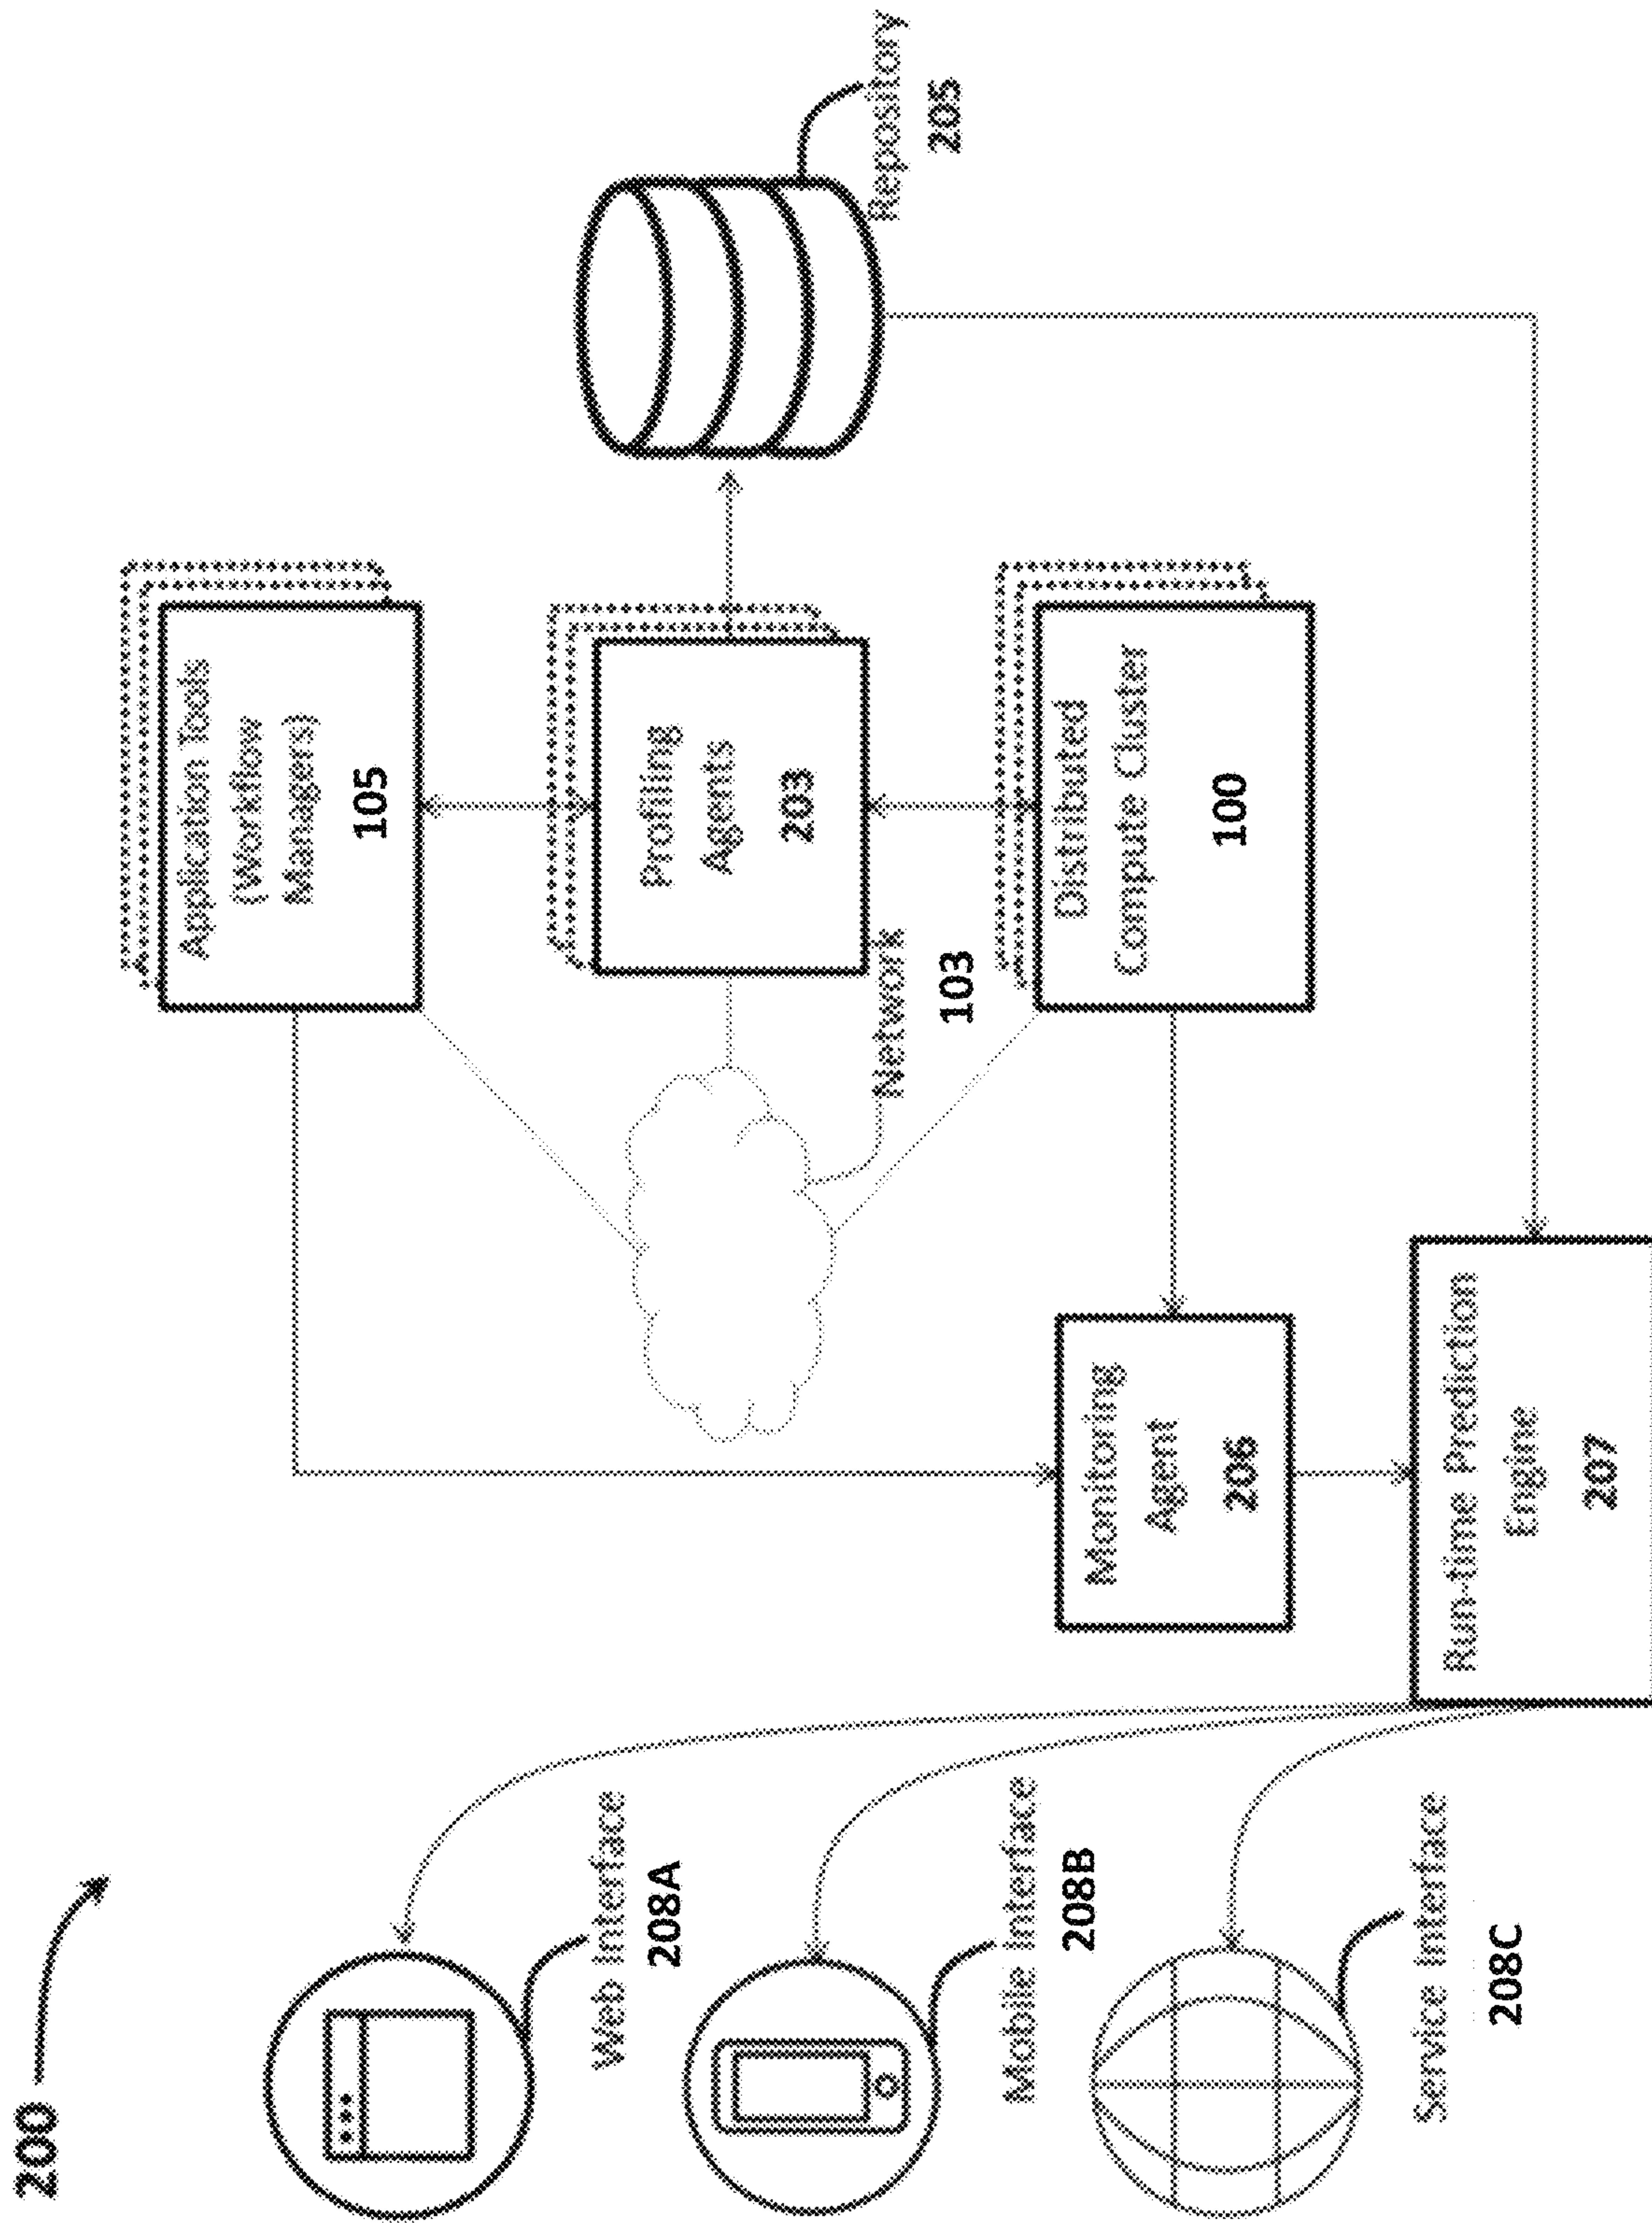 200
Application Tools
(Workflow
Managers)
105
Profiling
Agents
203
Repository
205
Network
103
Distributed
Compute Cluster
100
Monitoring
Agent
206
Run-time Prediction
Engine
207
Web Interface
208A
Mobile Interface
208B
Service Interface
208C